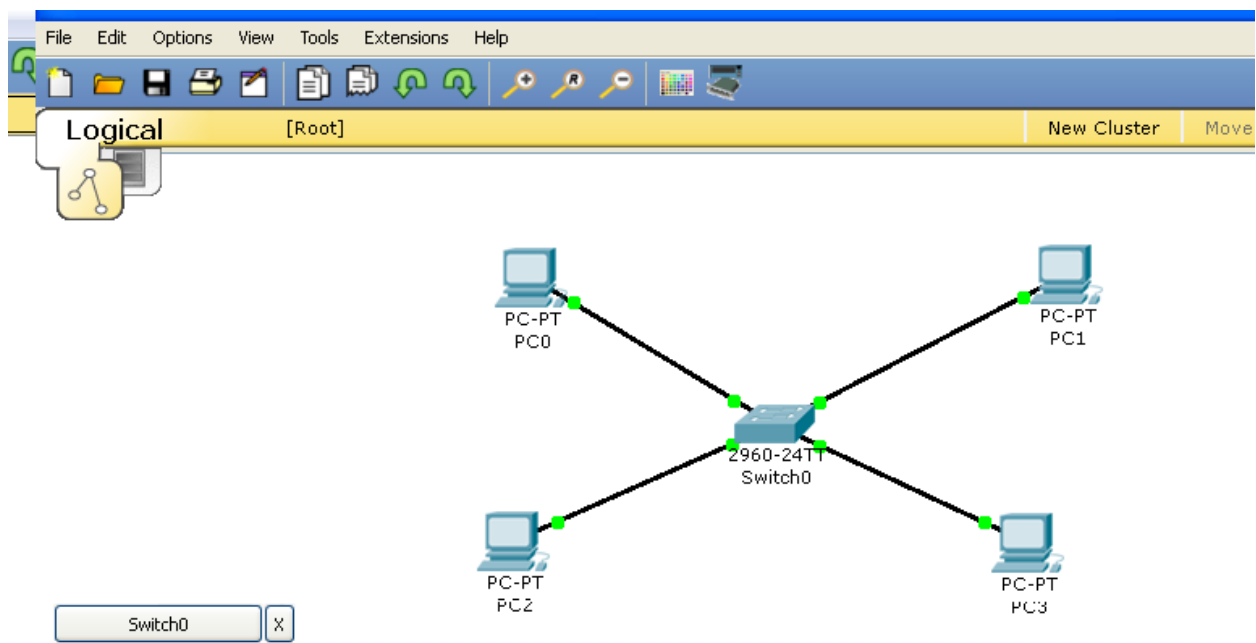 File Edit Options View Tools Extensions Help
R
Logical [Root] New Cluster Move
PC-PT
PC0
PC-PT
PC1
2960-24TT
Switch0
PC-PT
PC2
PC-PT
PC3
Switch0 X